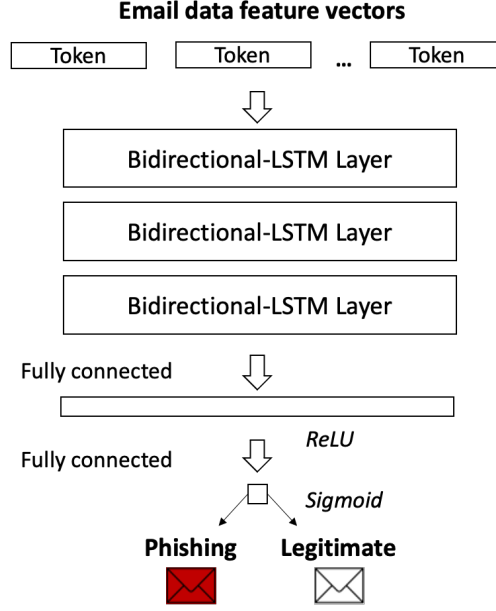 Email data feature vectors
Token Token ... Token
Bidirectional-LSTM Layer
Bidirectional-LSTM Layer
Bidirectional-LSTM Layer
Fully connected
ReLU
Fully connected
Sigmoid
Phishing Legitimate